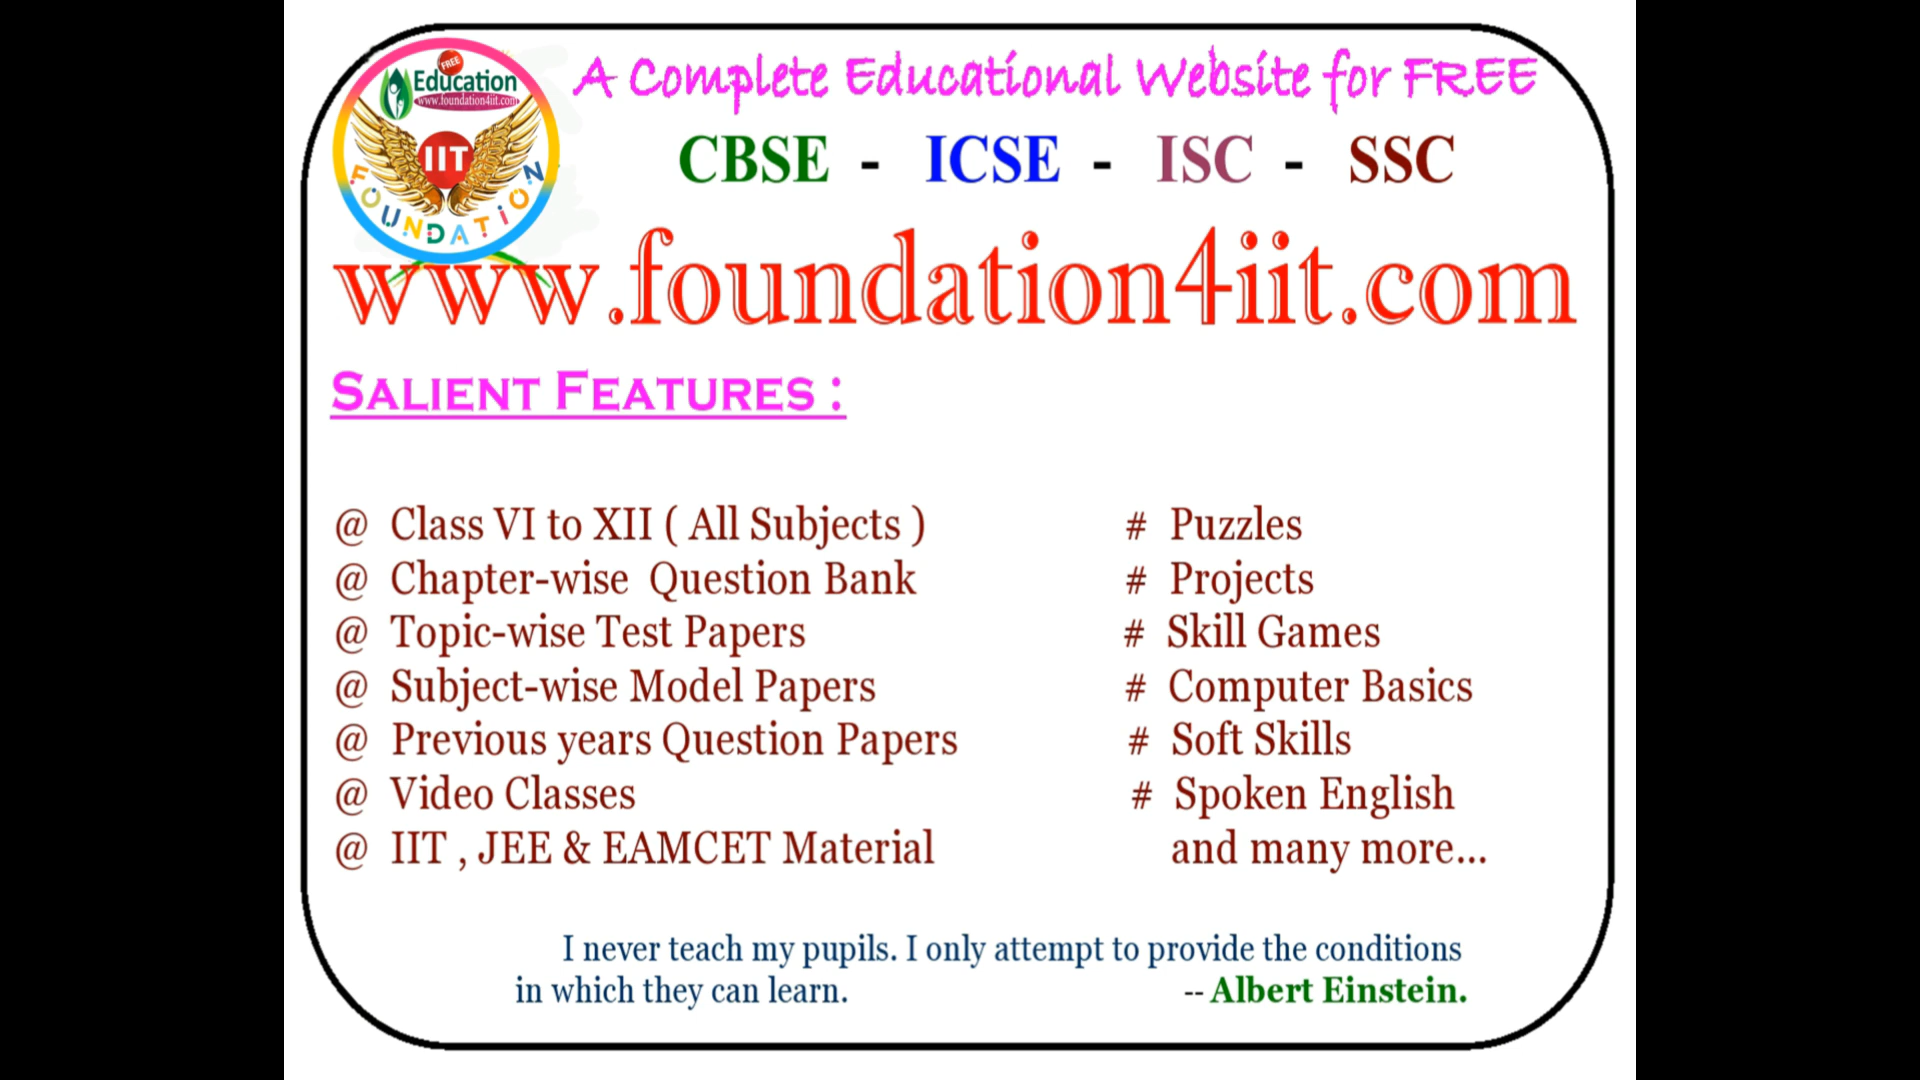 FREE
Education
www.foundation4iit.com
IIT
FOUNDATION
A Complete Educational Website for FREE
CBSE - ICSE - ISC - SSC
www.foundation4iit.com
SALIENT FEATURES :
@ Class VI to XII ( All Subjects )
@ Chapter-wise Question Bank
@ Topic-wise Test Papers
@ Subject-wise Model Papers
@ Previous years Question Papers
@ Video Classes
@ IIT , JEE & EAMCET Material
# Puzzles
# Projects
# Skill Games
# Computer Basics
# Soft Skills
# Spoken English
and many more...
I never teach my pupils. I only attempt to provide the conditions
in which they can learn. -- Albert Einstein.